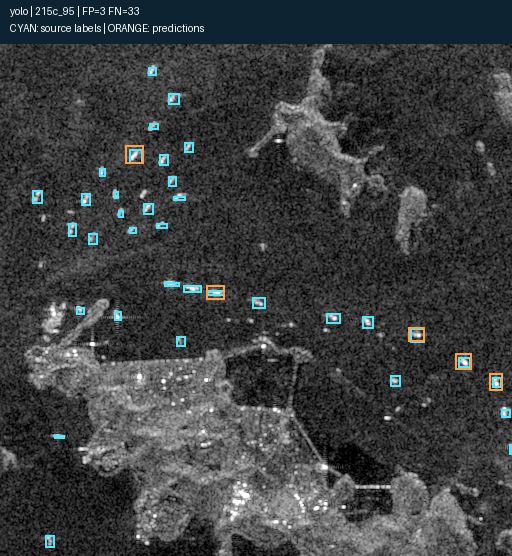 yolo | 215c_95 | FP=3 FN=33
CYAN: source labels | ORANGE: predictions